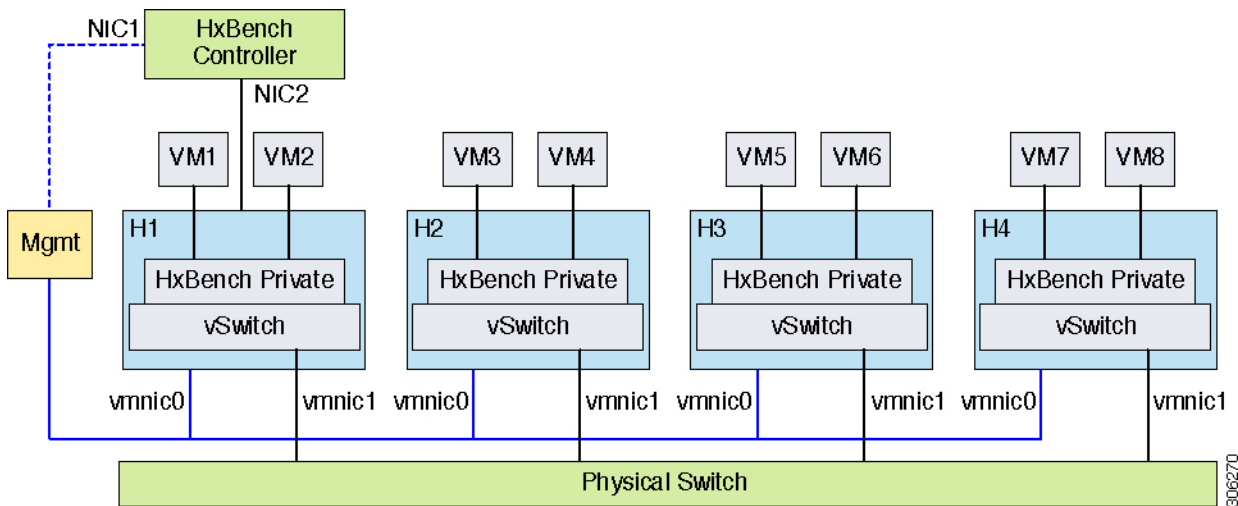 NIC1
HxBench
Controller
NIC2
VM1
VM2
VM3
VM4
VM5
VM6
VM7
VM8
Mgmt
H1
H2
H3
H4
HxBench Private
HxBench Private
HxBench Private
HxBench Private
vSwitch
vSwitch
vSwitch
vSwitch
vmnic0
vmnic1
vmnic0
vmnic1
vmnic0
vmnic1
vmnic0
vmnic1
Physical Switch
306270